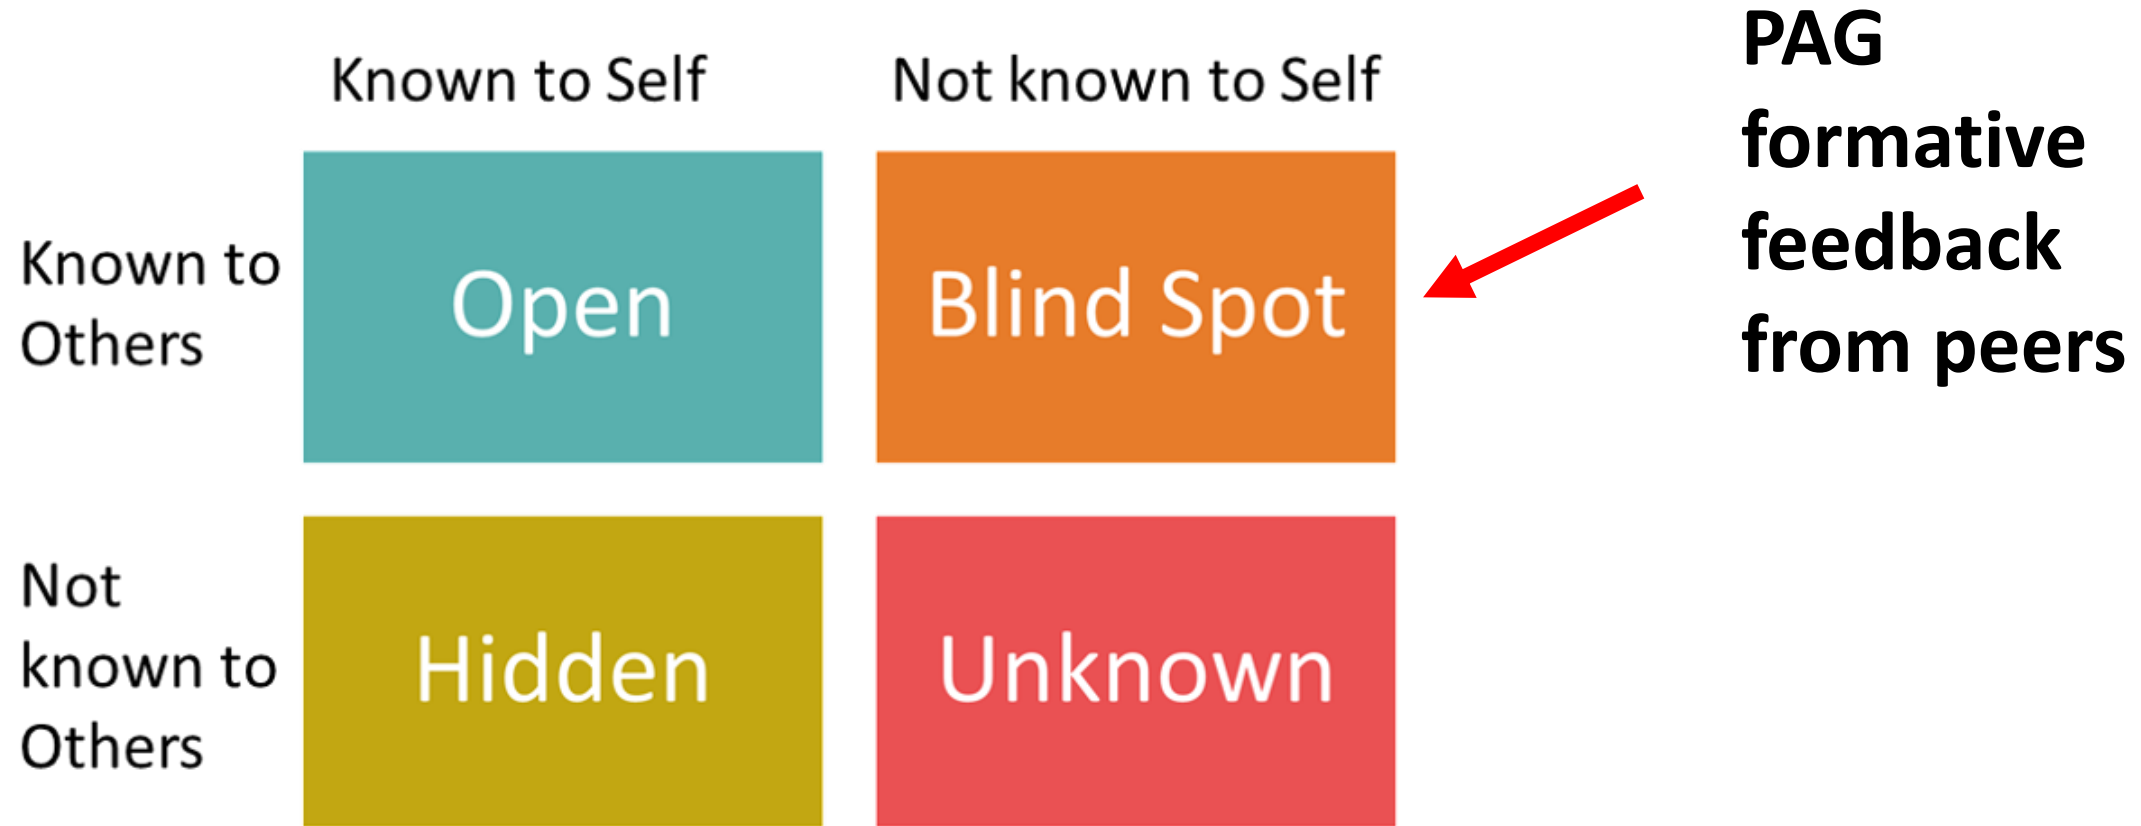 Known to Self
Not known to Self
Known to
Others
Open
Blind Spot
PAG
formative
feedback
from peers
Not
known to
Others
Hidden
Unknown